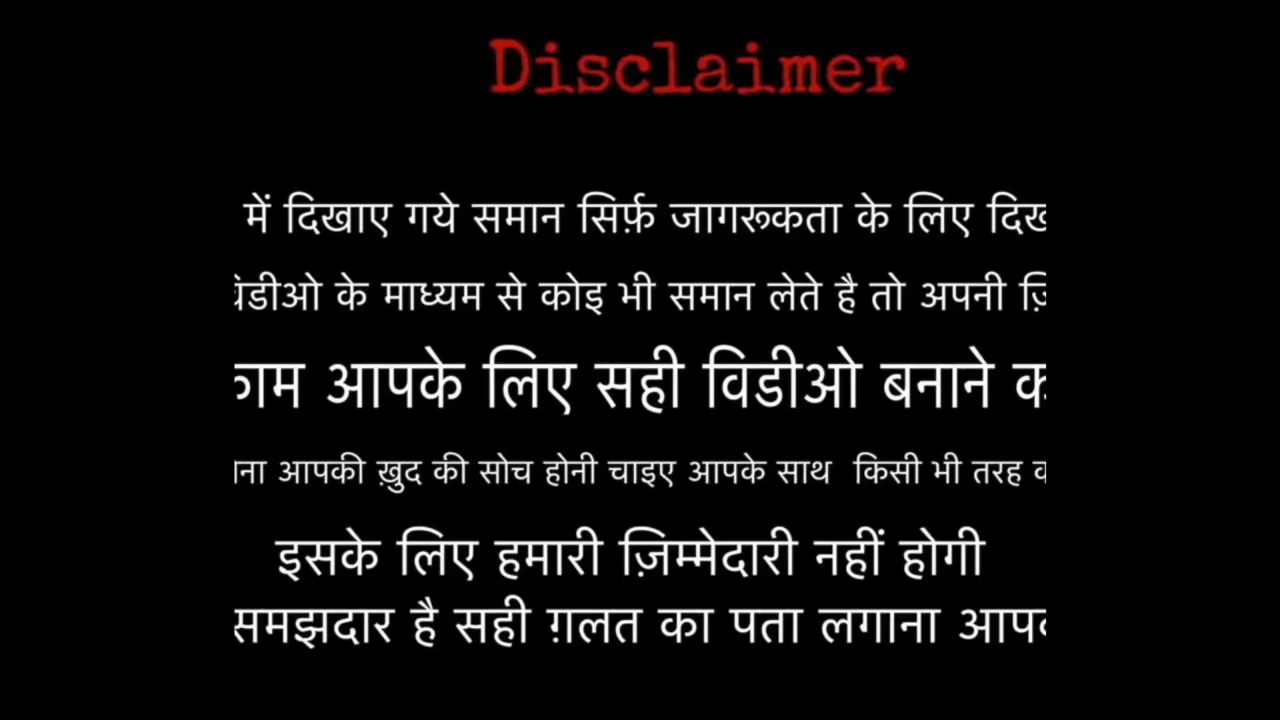 Disclaimer
में दिखाए गये समान सिर्फ़ जागरूकता के लिए
के माध्यम से कोइ भी समान लेते है तो अपनी
आपके लिए सही विडीओ बनाने
आपकी ख़ुद की सोच होनी चाइए आपके साथ किसी भी तरह
इसके लिए हमारी ज़िम्मेदारी नहीं होगी
समझदार है सही ग़लत का पता लगाना